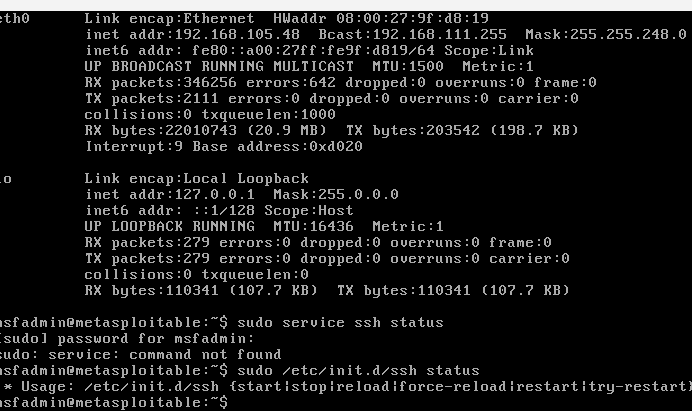 eth0 Link encap:Ethernet HWaddr 08:00:27:9f:d8:19
inet addr:192.168.105.48 Bcast:192.168.111.255 Mask:255.255.248.0
inet6 addr: fe80::a00:27ff:fe9f:d819/64 Scope:Link
UP BROADCAST RUNNING MULTICAST MTU:1500 Metric:1
RX packets:346256 errors:642 dropped:0 overruns:0 frame:0
TX packets:2111 errors:0 dropped:0 overruns:0 carrier:0
collisions:0 txqueuelen:1000
RX bytes:22010743 (20.9 MB) TX bytes:203542 (198.7 KB)
Interrupt:9 Base address:0xd020
lo Link encap:Local Loopback
inet addr:127.0.0.1 Mask:255.0.0.0
inet6 addr: ::1/128 Scope:Host
UP LOOPBACK RUNNING MTU:16436 Metric:1
RX packets:279 errors:0 dropped:0 overruns:0 frame:0
TX packets:279 errors:0 dropped:0 overruns:0 carrier:0
collisions:0 txqueuelen:0
RX bytes:110341 (107.7 KB) TX bytes:110341 (107.7 KB)
msfadmin@metasploitable:~$ sudo service ssh status
[sudo] password for msfadmin:
sudo: service: command not found
msfadmin@metasploitable:~$ sudo /etc/init.d/ssh status
* Usage: /etc/init.d/ssh {start|stop|reload|force-reload|restart|try-restart}
msfadmin@metasploitable:~$